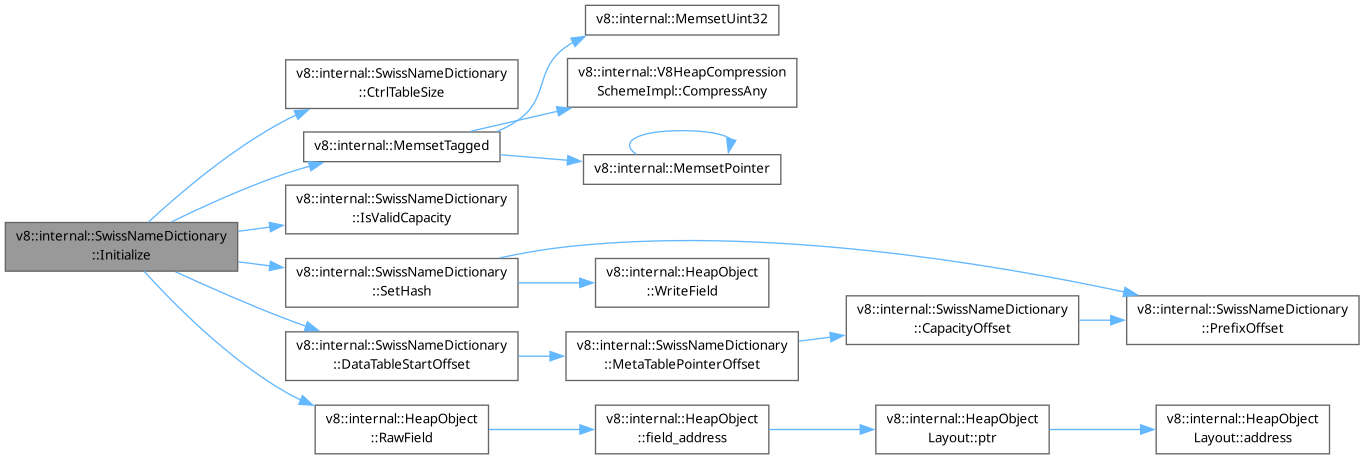 v8::internal::MemsetUint32
v8::internal::V8HeapCompression
SchemeImpl::CompressAny
v8::internal::SwissNameDictionary
::CtrlTableSize
v8::internal::MemsetTagged
v8::internal::MemsetPointer
v8::internal::SwissNameDictionary
::IsValidCapacity
v8::internal::SwissNameDictionary
::Initialize
v8::internal::SwissNameDictionary
::SetHash
v8::internal::HeapObject
::WriteField
v8::internal::SwissNameDictionary
::CapacityOffset
v8::internal::SwissNameDictionary
::PrefixOffset
v8::internal::SwissNameDictionary
::DataTableStartOffset
v8::internal::SwissNameDictionary
::MetaTablePointerOffset
v8::internal::HeapObject
::RawField
v8::internal::HeapObject
::field_address
v8::internal::HeapObject
Layout::ptr
v8::internal::HeapObject
Layout::address